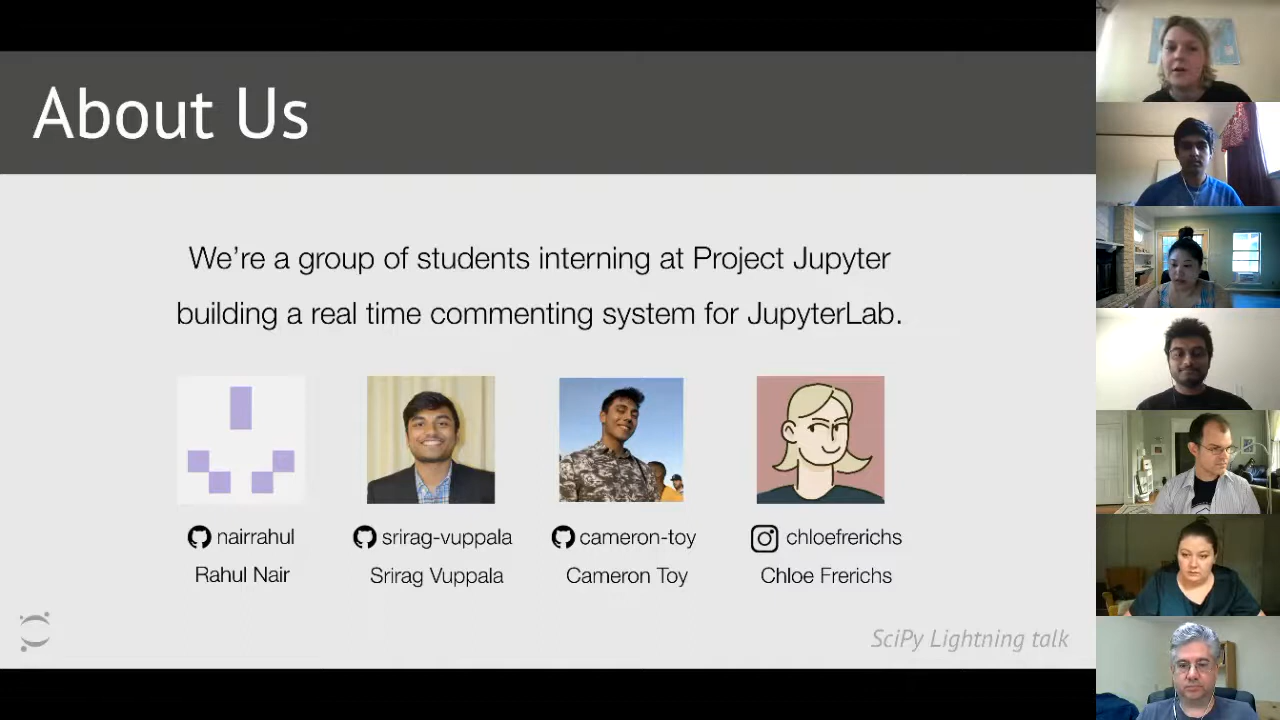 About Us
We're a group of students interning at Project Jupyter
building a real time commenting system for JupyterLab.
nairrahul srirag-vuppala cameron-toy chloefrerichs
Rahul Nair Srirag Vuppala Cameron Toy Chloe Frerichs
SciPy Lightning talk